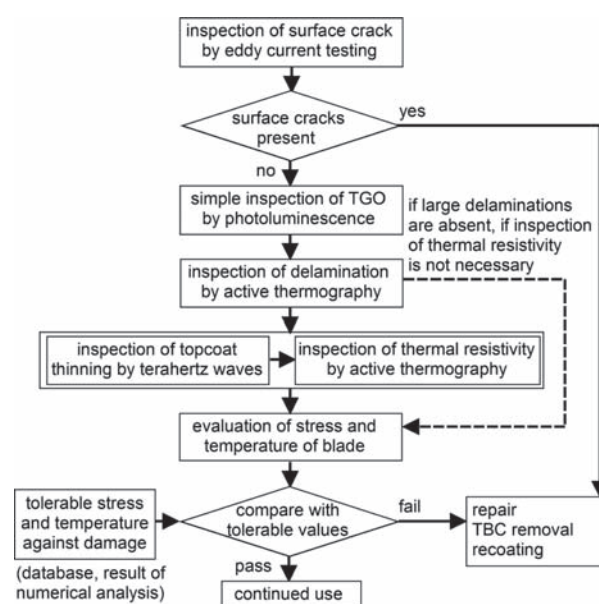 inspection of surface crack
by eddy current testing
surface cracks
present
yes
no
simple inspection of TGO
by photoluminescence
if large delaminations
are absent, if inspection
of thermal resistivity
is not necessary
inspection of delamination
by active thermography
inspection of topcoat
thinning by terahertz waves
inspection of thermal resistivity
by active thermography
evaluation of stress and
temperature of blade
tolerable stress
and temperature
against damage
(database, result of
numerical analysis)
compare with
tolerable values
fail
repair
TBC removal
recoating
pass
continued use